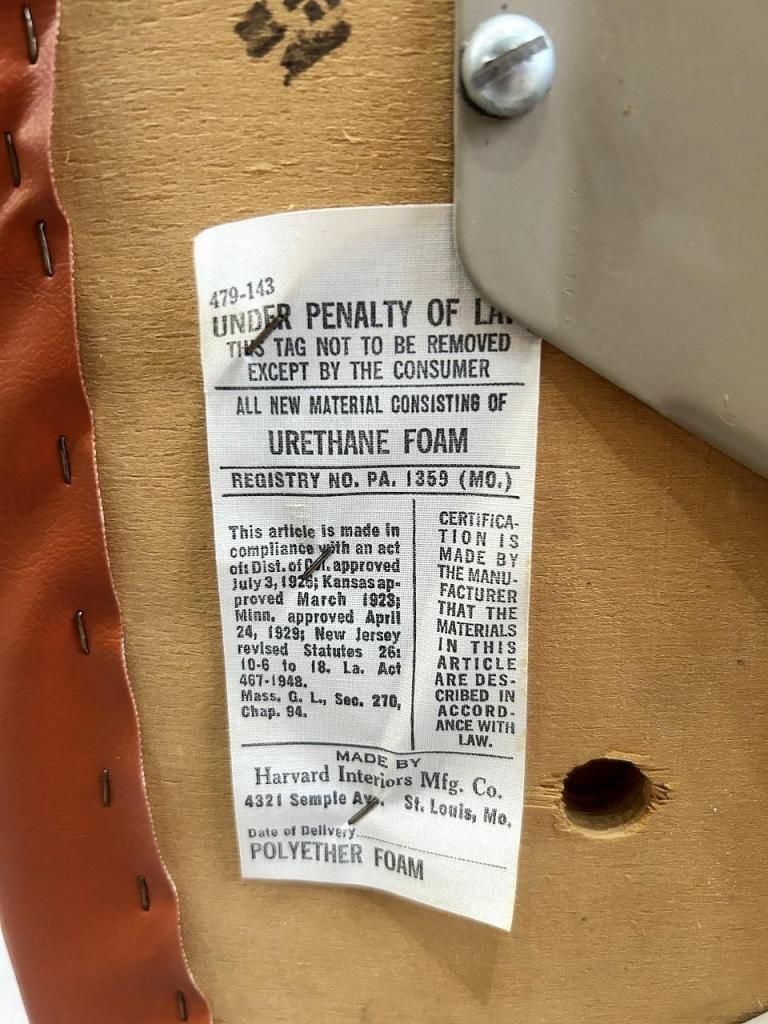 479-143
UNDER PENALTY OF LAW
THIS TAG NOT TO BE REMOVED
EXCEPT BY THE CONSUMER
ALL NEW MATERIAL CONSISTING OF
URETHANE FOAM
REGISTRY NO. PA. 1359 (MO.)
This article is made in
compliance with an act
of: Dist. of Col. approved
July 3, 1926; Kansas ap-
proved March 1923;
Minn. approved April
24, 1929; New Jersey
revised Statutes 26:
10-6 to 18. La. Act
467-1948.
Mass. G. L., Sec. 270,
Chap. 94.
CERTIFICA-
TION IS
MADE BY
THE MANU-
FACTURER
THAT THE
MATERIALS
IN THIS
ARTICLE
ARE DES-
CRIBED IN
ACCORD-
ANCE WITH
LAW.
MADE BY
Harvard Interiors Mfg. Co.
4321 Semple Av. St. Louis, Mo.
Date of Delivery
POLYETHER FOAM